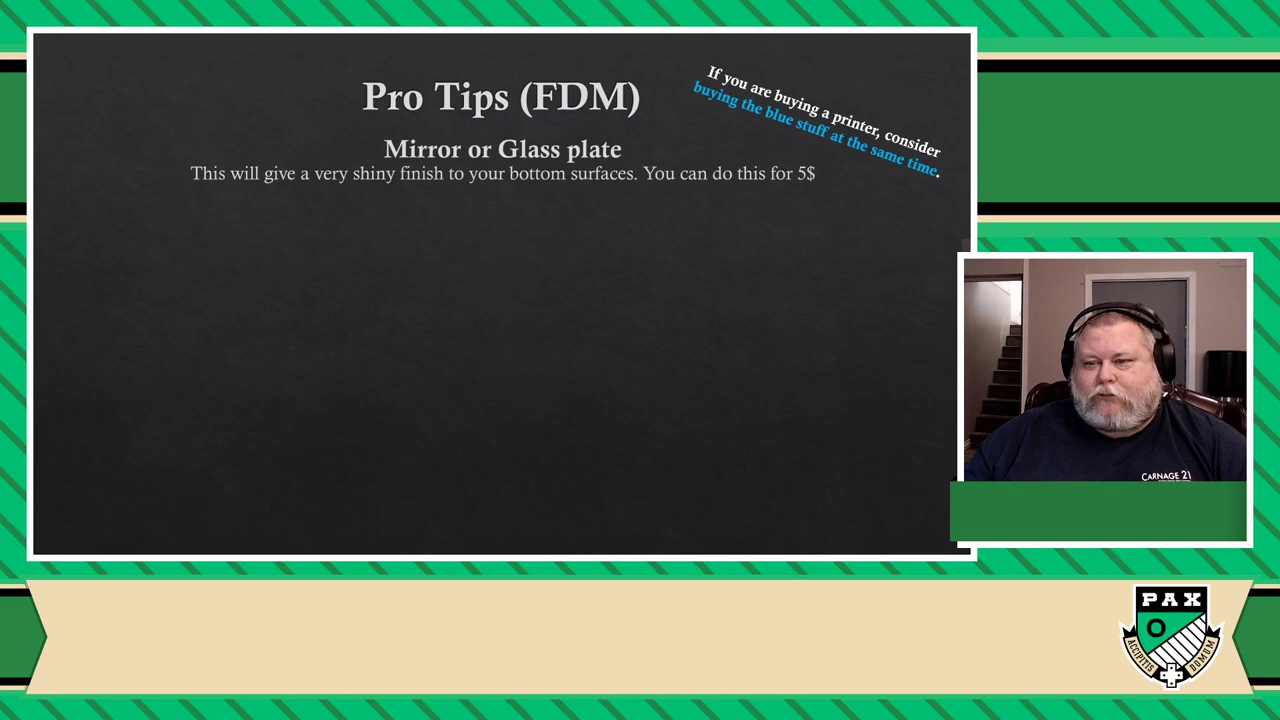 Pro Tips (FDM)
If you are buying a printer, consider
buying the blue stuff at the same time.
Mirror or Glass plate
This will give a very shiny finish to your bottom surfaces. You can do this for 5$
CARNAGE 21
PAX
ACCIPITIS
DOMUM